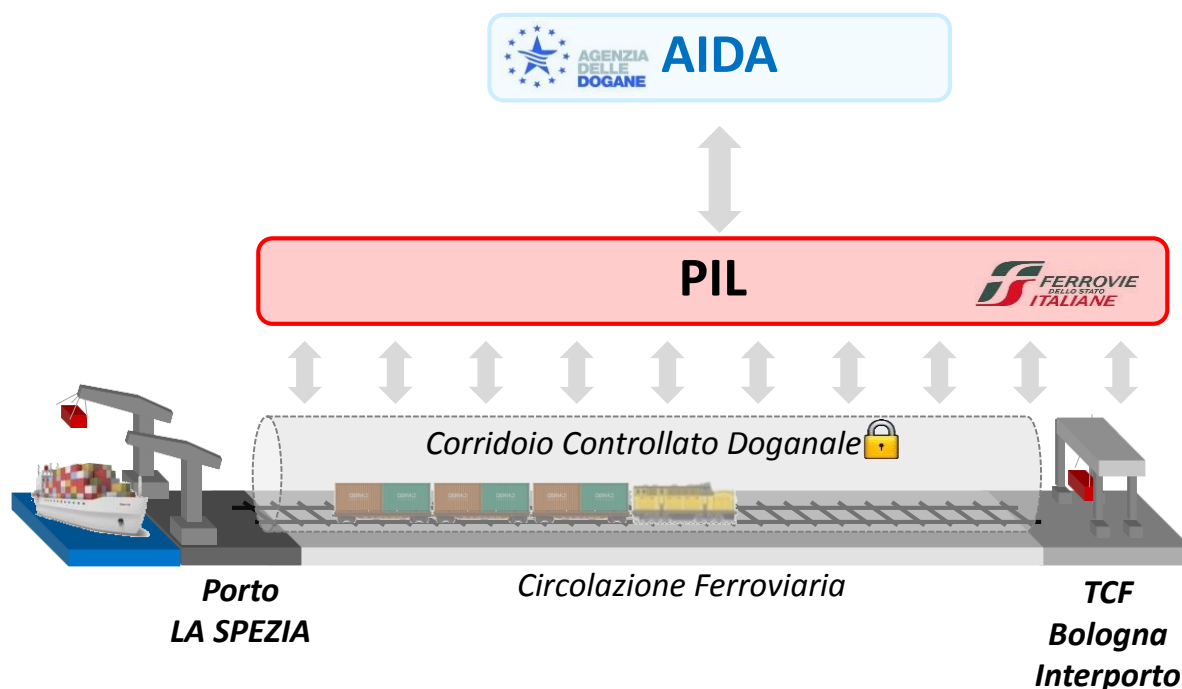 AGENZIA
DELLE
DOGANE
AIDA
PIL
FERROVIE
DELLO STATO
ITALIANE
Corridoio Controllato Doganale
Circolazione Ferroviaria
Porto
LA SPEZIA
TCF
Bologna
Interporto